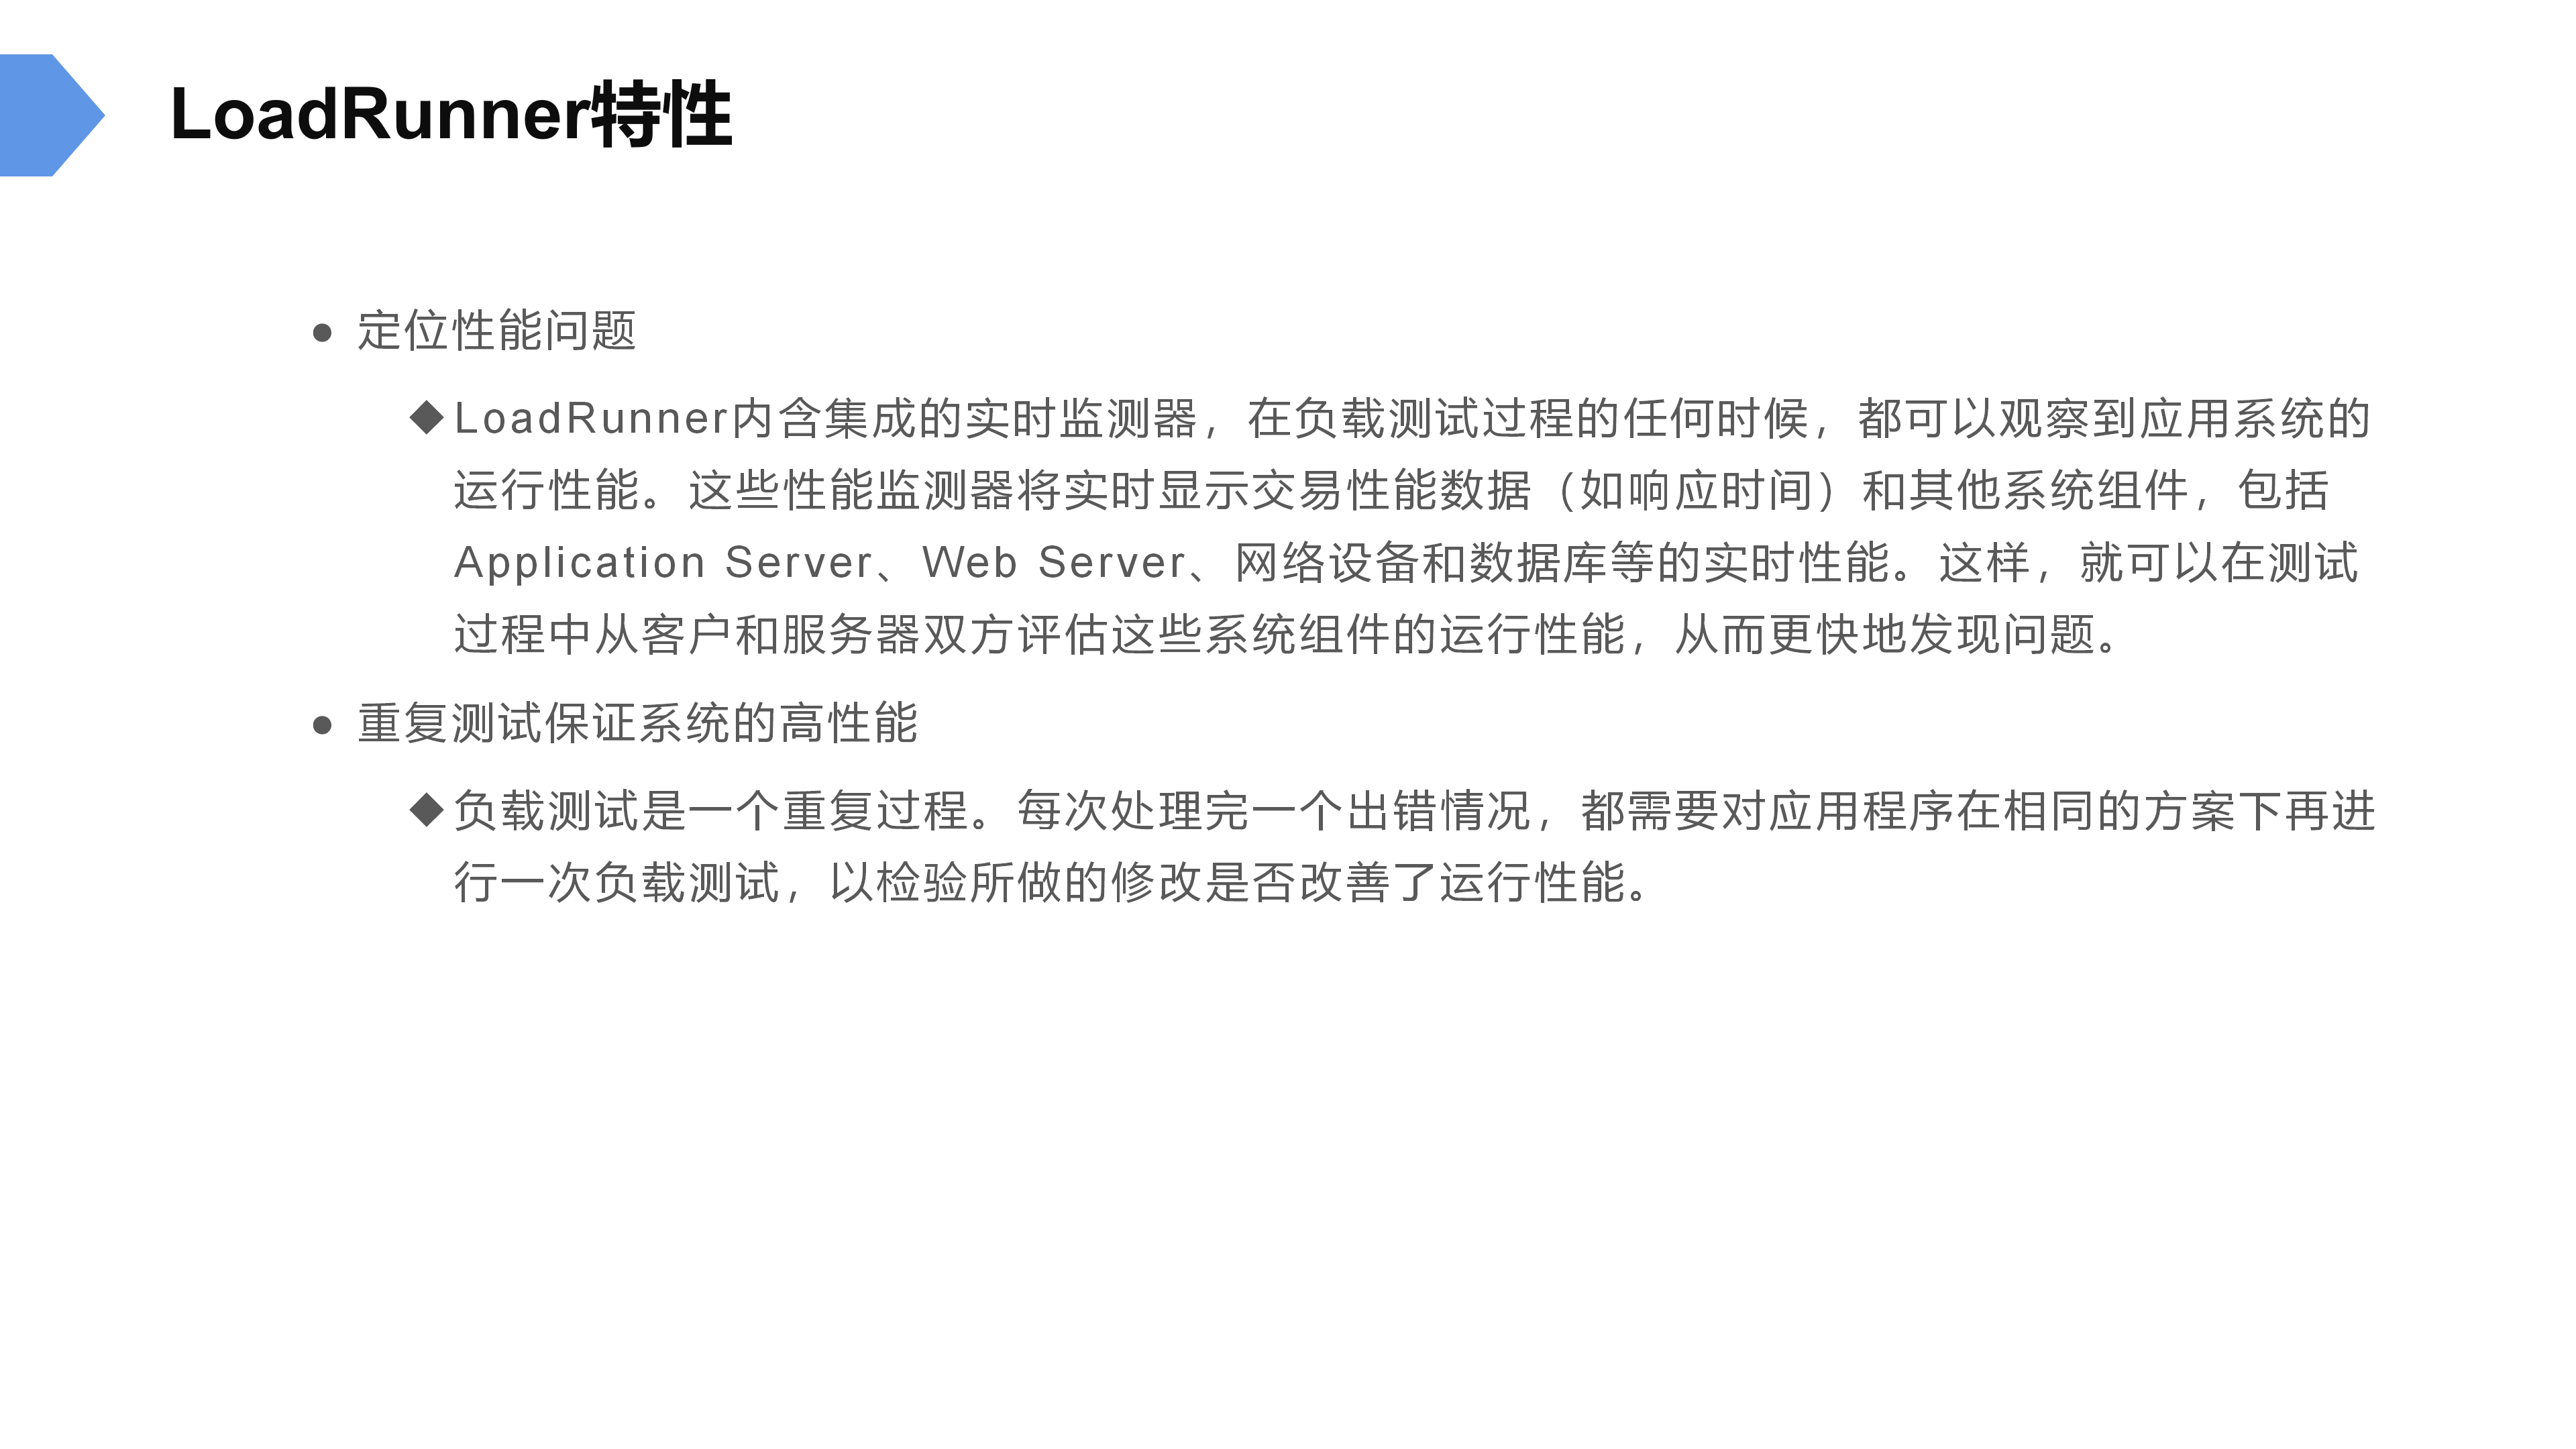 LoadRunner特性
● 定位性能问题
◆LoadRunner内含集成的实时监测器，在负载测试过程的任何时候，都可以观察到应用系统的
运行性能。这些性能监测器将实时显示交易性能数据（如响应时间）和其他系统组件，包括
Application Server、Web Server、网络设备和数据库等的实时性能。这样，就可以在测试
过程中从客户和服务器双方评估这些系统组件的运行性能，从而更快地发现问题。
● 重复测试保证系统的高性能
◆负载测试是一个重复过程。每次处理完一个出错情况，都需要对应用程序在相同的方案下再进
行一次负载测试，以检验所做的修改是否改善了运行性能。